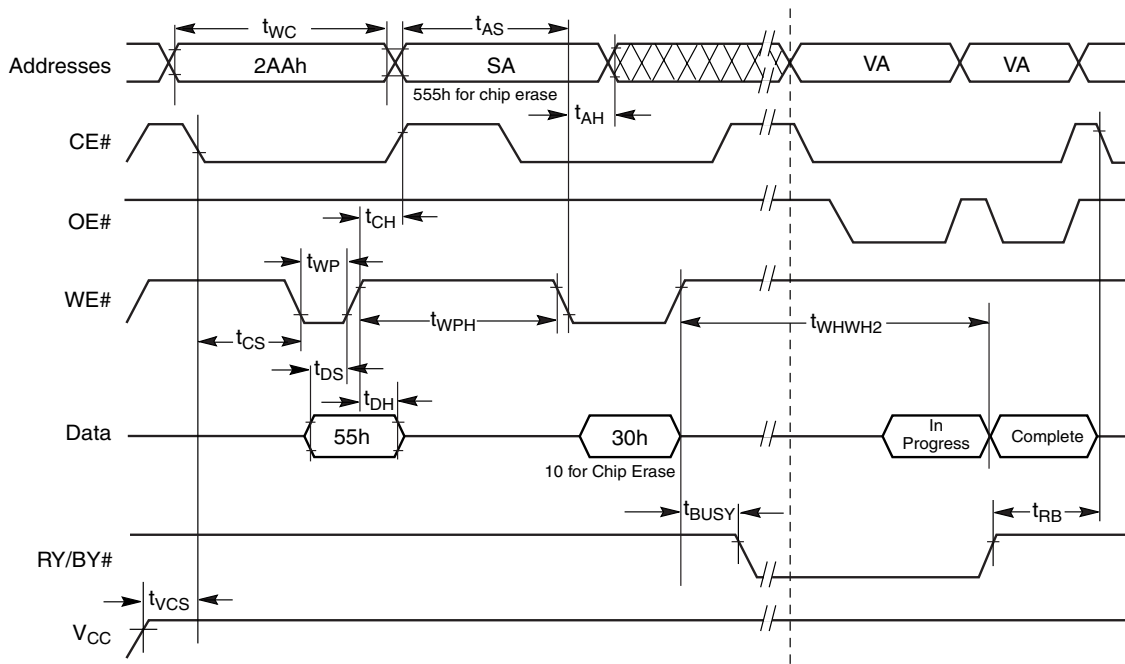 tWC
tAS
Addresses
2AAh
SA
VA
VA
555h for chip erase
tAH
CE#
OE#
tCH
tWP
WE#
tWPH
tWHWH2
tCS
tDS
tDH
Data
55h
30h
In
Progress
Complete
10 for Chip Erase
tBUSY
tRB
RY/BY#
tVCS
VCC